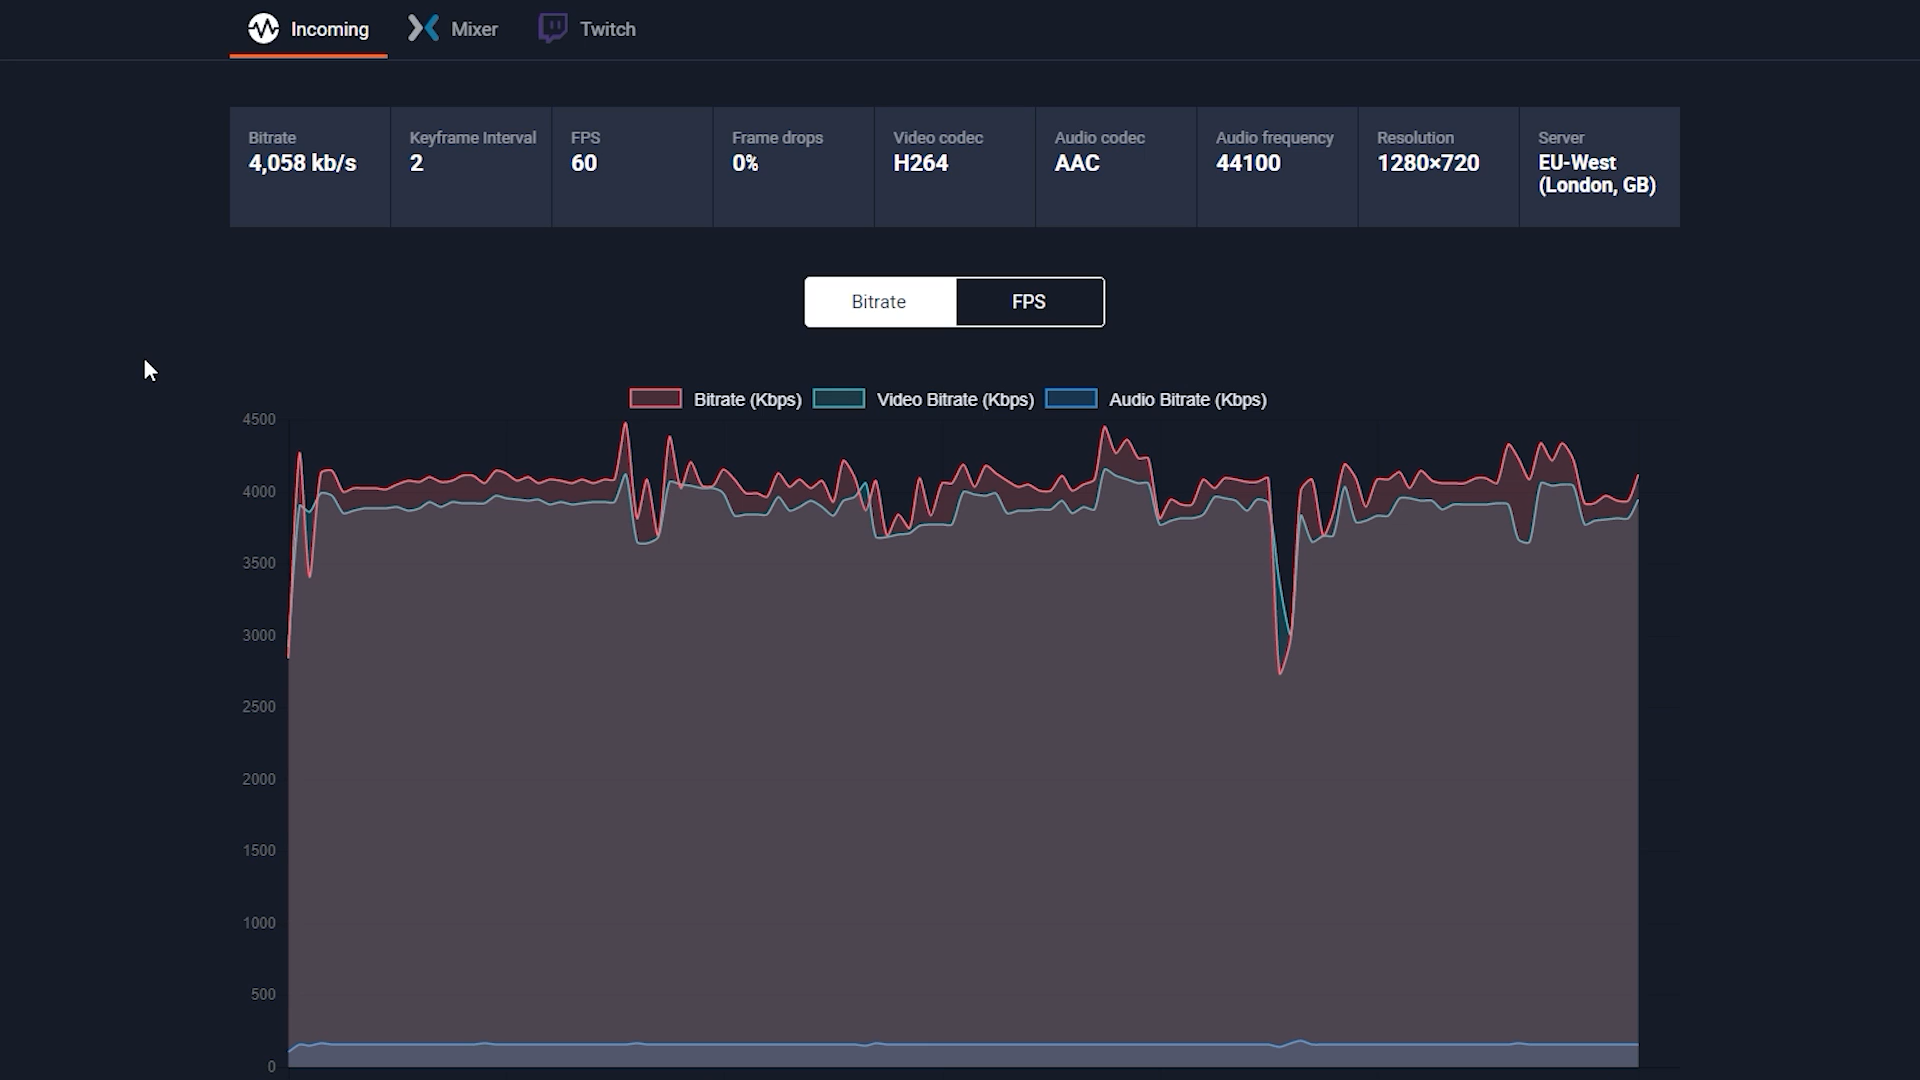 Incoming
Mixer
Twitch
Bitrate
4,058 kb/s
Keyframe Interval
2
FPS
60
Frame drops
0%
Video codec
H264
Audio codec
AAC
Audio frequency
44100
Resolution
1280×720
Server
EU-West
(London, GB)
Bitrate
FPS
Bitrate (Kbps)
Video Bitrate (Kbps)
Audio Bitrate (Kbps)
4500
4000
3500
3000
2500
2000
1500
1000
500
0